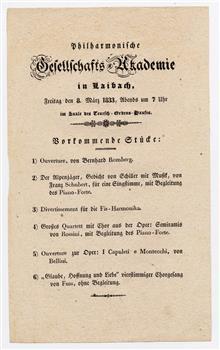 Philharmonische
Gesellschafts-Akademie
in Laibach,
Freitag den 8. März 1833, Abends um 7 Uhr
im Saale des Teutsch-Ordens-Hauses.
Vorkommende Stücke:
1) Ouverture, von Bernhard Romberg.
2) Der Alpenjäger, Gedicht von Schiller mit Musik, von
Franz Schubert, für eine Singstimme, mit Begleitung
des Piano-Forte.
3) Divertissement für die Fis-Harmonika.
4) Großes Quartett mit Chor aus der Oper: Semiramis
von Rossini, mit Begleitung des Piano-Forte.
5) Ouverture zur Oper: I Capuleti e Montecchi, von
Bellini.
6) „Glaube, Hoffnung und Liebe" vierstimmiger Chorgesang
von Fuss, ohne Begleitung.